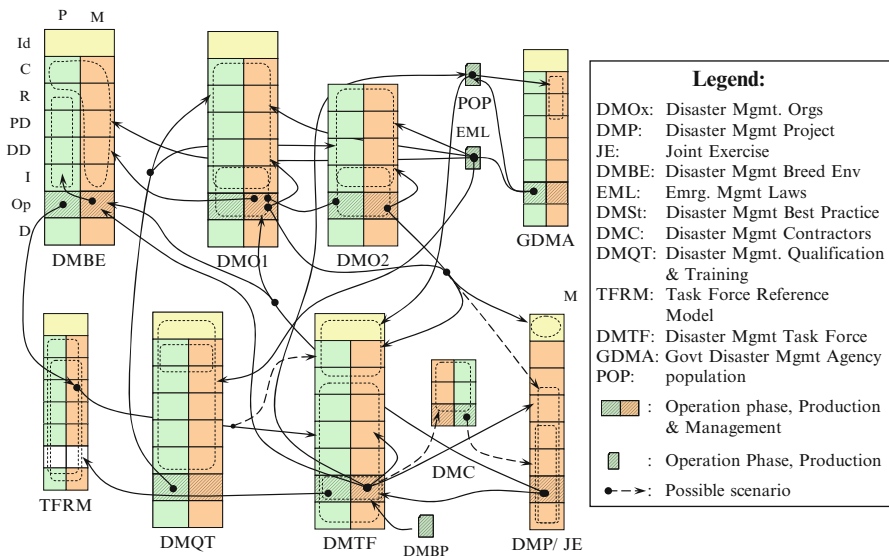 P M
Id
C
R
PD
DD
I
Op
D
DMBE
DMO1
DMO2
POP
EML
GDMA
M
TFRM
DMQT
DMTF
DMC
DMBP
DMP/ JE
Legend:
DMOx: Disaster Mgmt. Orgs
DMP: Disaster Mgmt Project
JE: Joint Exercise
DMBE: Disaster Mgmt Breed Env
EML: Emrg. Mgmt Laws
DMSt: Disaster Mgmt Best Practice
DMC: Disaster Mgmt Contractors
DMQT: Disaster Mgmt. Qualification
& Training
TFRM: Task Force Reference
Model
DMTF: Disaster Mgmt Task Force
GDMA: Govt Disaster Mgmt Agency
POP: population
: Operation phase, Production
& Management
: Operation Phase, Production
: Possible scenario